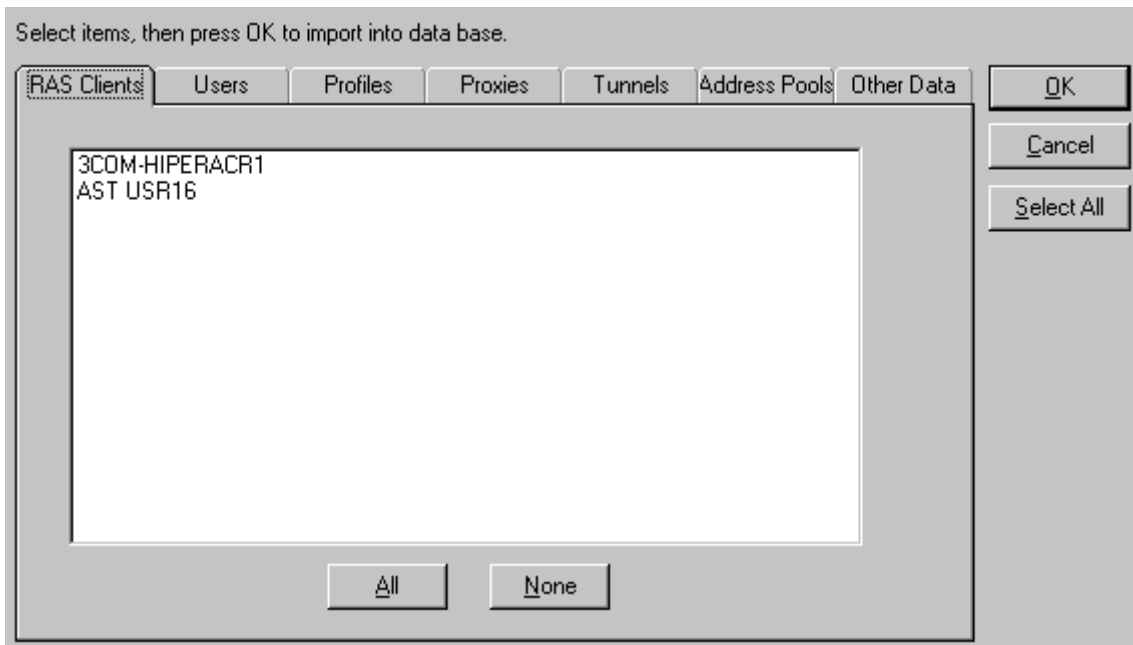 Select items, then press OK to import into data base.
RAS Clients Users Profiles Proxies Tunnels Address Pools Other Data
OK
Cancel
Select All
3COM-HIPERACR1
AST USR16
All None